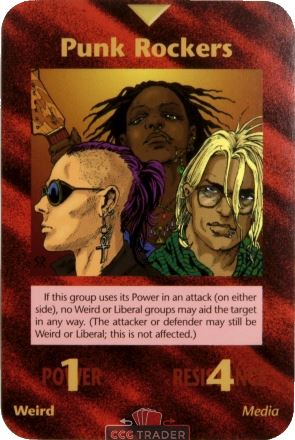 Punk Rockers
If this group uses its Power in an attack (on either
side), no Weird or Liberal groups may aid the target
in any way. (The attacker or defender may still be
Weird or Liberal; this is not affected.)
POWER 1 RESISTANCE 4
Weird Media
CCG TRADER